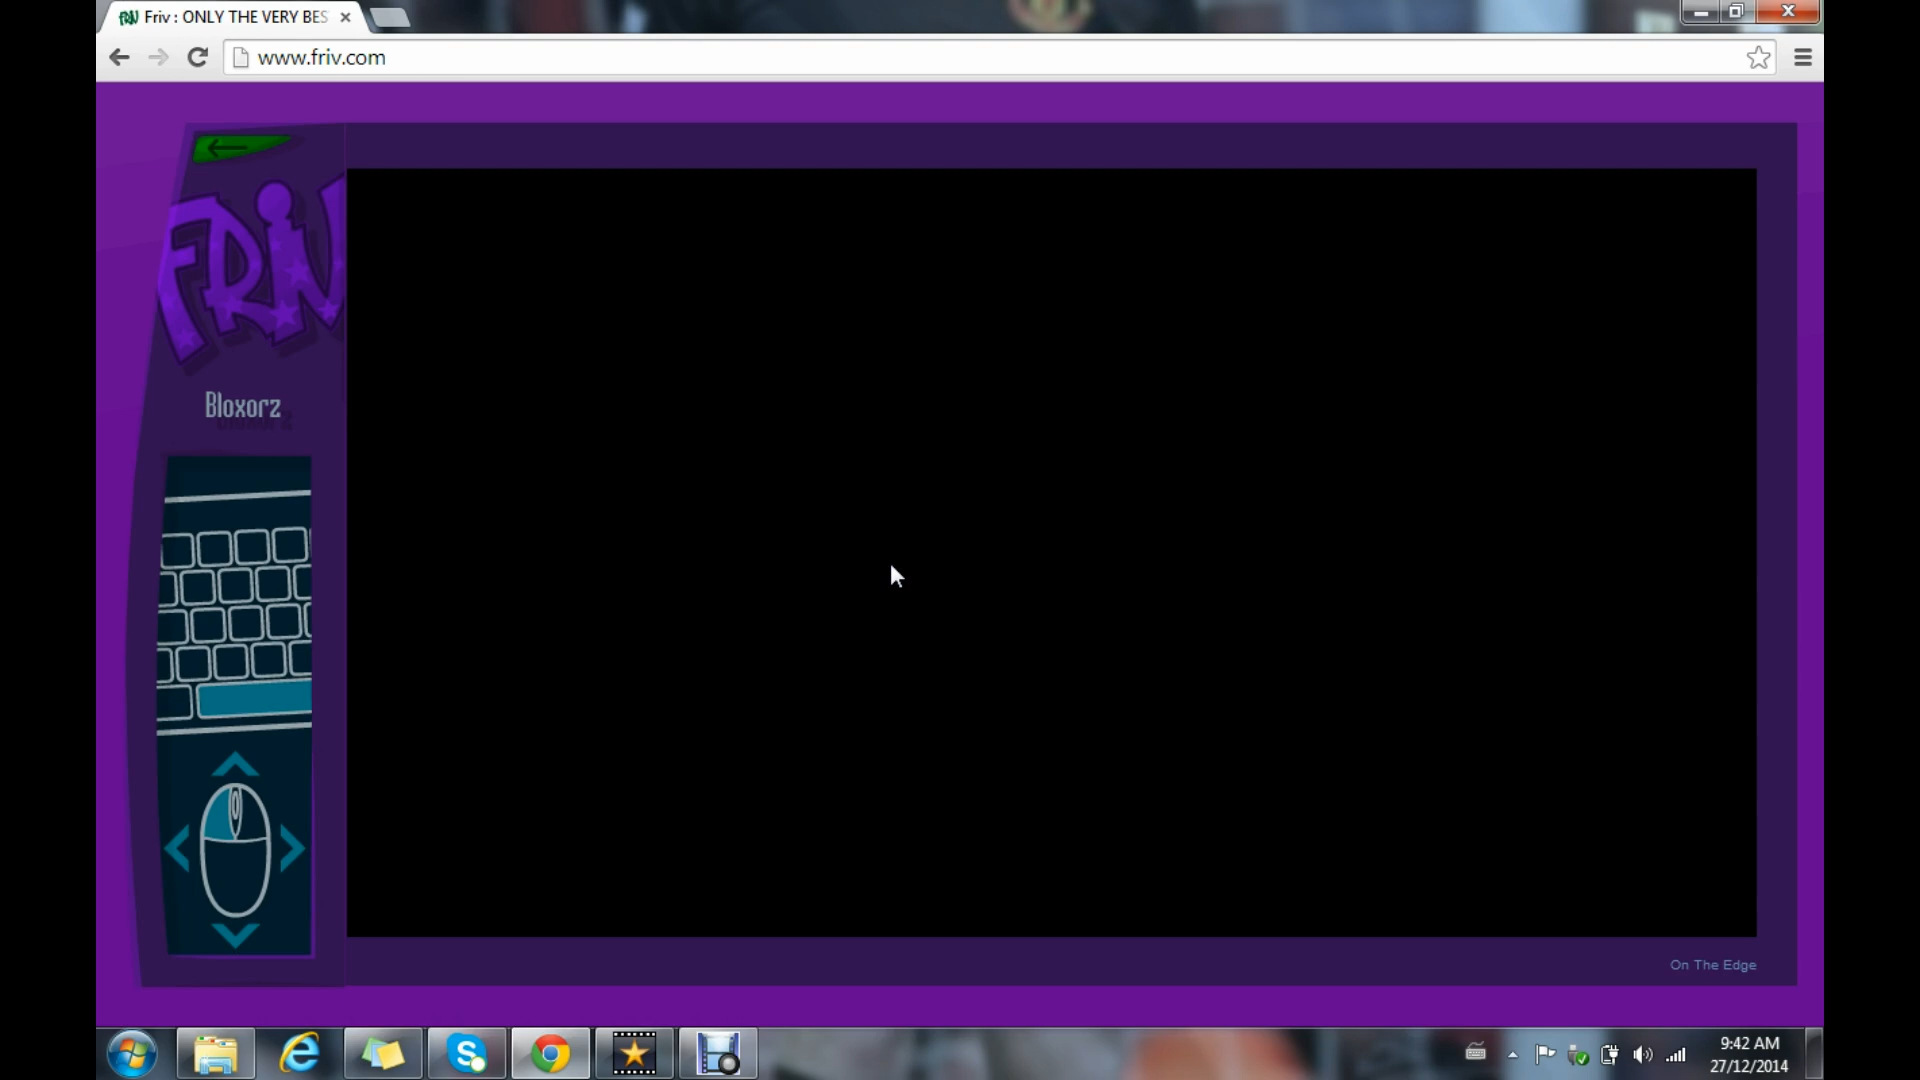 Friv : ONLY THE VERY BES
www.friv.com
FRIV
Bloxorz
On The Edge
9:42 AM
27/12/2014